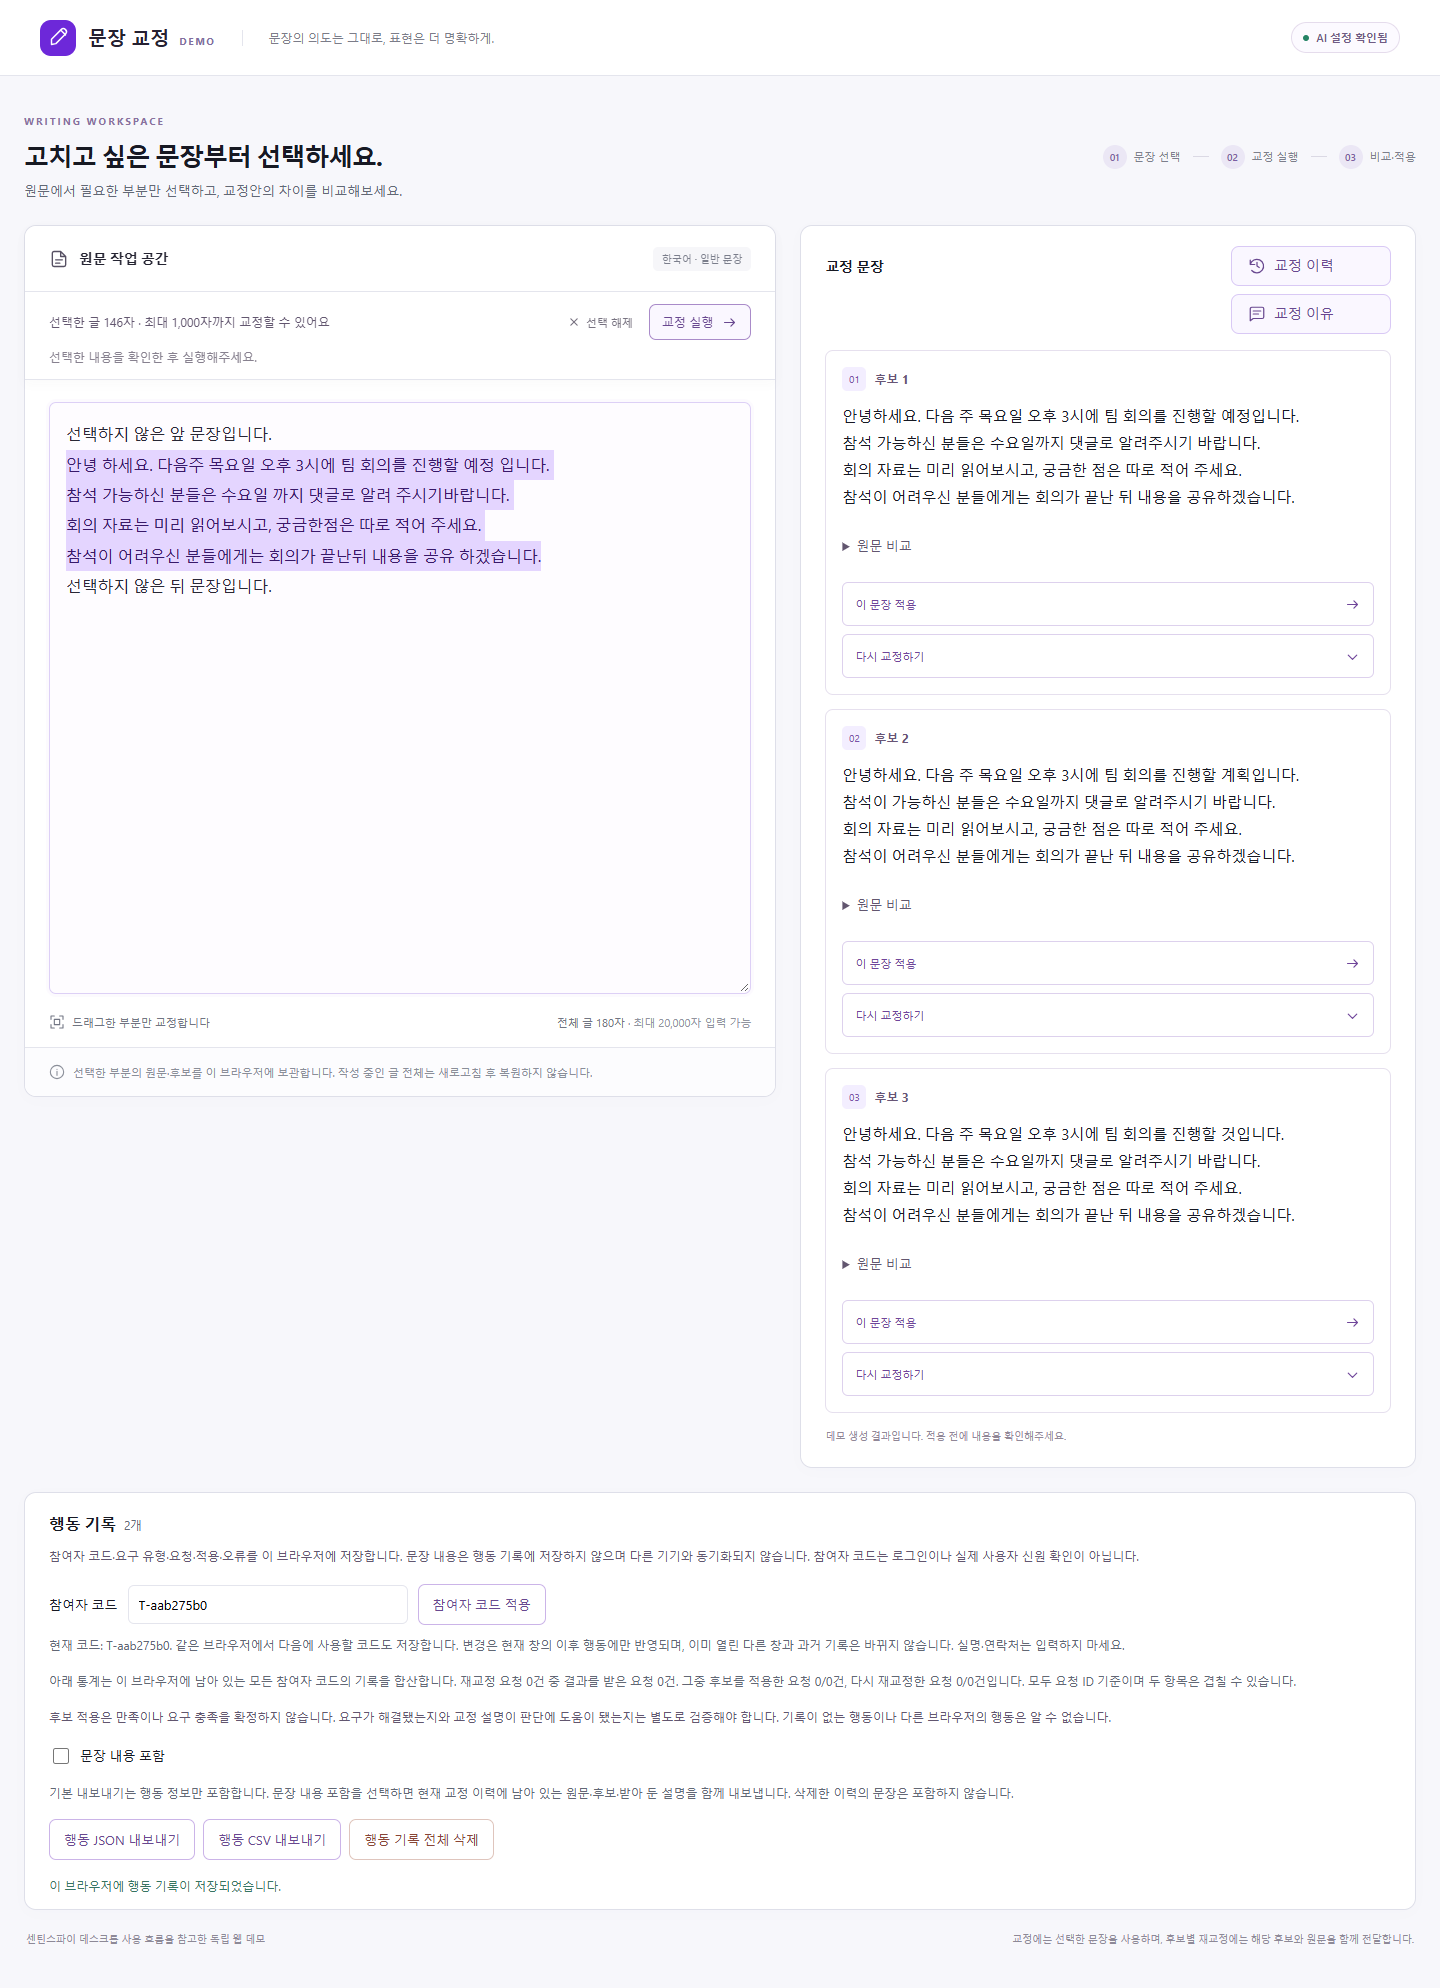 문장 교정 DEMO
문장의 의도는 그대로, 표현은 더 명확하게.
AI 설정 확인됨
WRITING WORKSPACE
고치고 싶은 문장부터 선택하세요.
원문에서 필요한 부분만 선택하고, 교정안의 차이를 비교해보세요.
01 문장 선택
02 교정 실행
03 비교·적용
원문 작업 공간
한국어 · 일반 문장
선택한 글 146자 · 최대 1,000자까지 교정할 수 있어요
선택 해제
교정 실행
선택한 내용을 확인한 후 실행해주세요.
선택하지 않은 앞 문장입니다.
안녕 하세요. 다음주 목요일 오후 3시에 팀 회의를 진행할 예정 입니다.
참석 가능하신 분들은 수요일 까지 댓글로 알려 주시기바랍니다.
회의 자료는 미리 읽어보시고, 궁금한점은 따로 적어 주세요.
참석이 어려우신 분들에게는 회의가 끝난뒤 내용을 공유 하겠습니다.
선택하지 않은 뒤 문장입니다.
드래그한 부분만 교정합니다
전체 글 180자 · 최대 20,000자 입력 가능
선택한 부분의 원문·후보를 이 브라우저에 보관합니다. 작성 중인 글 전체는 새로고침 후 복원하지 않습니다.
교정 문장
교정 이력
교정 이유
01 후보 1
안녕하세요. 다음 주 목요일 오후 3시에 팀 회의를 진행할 예정입니다.
참석 가능하신 분들은 수요일까지 댓글로 알려주시기 바랍니다.
회의 자료는 미리 읽어보시고, 궁금한 점은 따로 적어 주세요.
참석이 어려우신 분들에게는 회의가 끝난 뒤 내용을 공유하겠습니다.
원문 비교
이 문장 적용
다시 교정하기
02 후보 2
안녕하세요. 다음 주 목요일 오후 3시에 팀 회의를 진행할 계획입니다.
참석이 가능하신 분들은 수요일까지 댓글로 알려주시기 바랍니다.
회의 자료는 미리 읽어보시고, 궁금한 점은 따로 적어 주세요.
참석이 어려우신 분들에게는 회의가 끝난 뒤 내용을 공유하겠습니다.
원문 비교
이 문장 적용
다시 교정하기
03 후보 3
안녕하세요. 다음 주 목요일 오후 3시에 팀 회의를 진행할 것입니다.
참석 가능하신 분들은 수요일까지 댓글로 알려주시기 바랍니다.
회의 자료는 미리 읽어보시고, 궁금한 점은 따로 적어 주세요.
참석이 어려우신 분들에게는 회의가 끝난 뒤 내용을 공유하겠습니다.
원문 비교
이 문장 적용
다시 교정하기
데모 생성 결과입니다. 적용 전에 내용을 확인해주세요.
행동 기록 2개
참여자 코드·요구 유형·요청·적용·오류를 이 브라우저에 저장합니다. 문장 내용은 행동 기록에 저장하지 않으며 다른 기기와 동기화되지 않습니다. 참여자 코드는 로그인이나 실제 사용자 신원 확인이 아닙니다.
참여자 코드
T-aab275b0
참여자 코드 적용
현재 코드: T-aab275b0. 같은 브라우저에서 다음에 사용할 코드도 저장합니다. 변경은 현재 창의 이후 행동에만 반영되며, 이미 열린 다른 창과 과거 기록은 바뀌지 않습니다. 실명·연락처는 입력하지 마세요.
아래 통계는 이 브라우저에 남아 있는 모든 참여자 코드의 기록을 합산합니다. 재교정 요청 0건 중 결과를 받은 요청 0건. 그중 후보를 적용한 요청 0/0건, 다시 재교정한 요청 0/0건입니다. 모두 요청 ID 기준이며 두 항목은 겹칠 수 있습니다.
후보 적용은 만족이나 요구 충족을 확정하지 않습니다. 요구가 해결됐는지와 교정 설명이 판단에 도움이 됐는지는 별도로 검증해야 합니다. 기록이 없는 행동이나 다른 브라우저의 행동은 알 수 없습니다.
문장 내용 포함
기본 내보내기는 행동 정보만 포함합니다. 문장 내용 포함을 선택하면 현재 교정 이력에 남아 있는 원문·후보·받아 둔 설명을 함께 내보냅니다. 삭제한 이력의 문장은 포함하지 않습니다.
행동 JSON 내보내기
행동 CSV 내보내기
행동 기록 전체 삭제
이 브라우저에 행동 기록이 저장되었습니다.
센틴스파이 데스크톱 사용 흐름을 참고한 독립 웹 데모
교정에는 선택한 문장을 사용하며, 후보별 재교정에는 해당 후보와 원문을 함께 전달합니다.